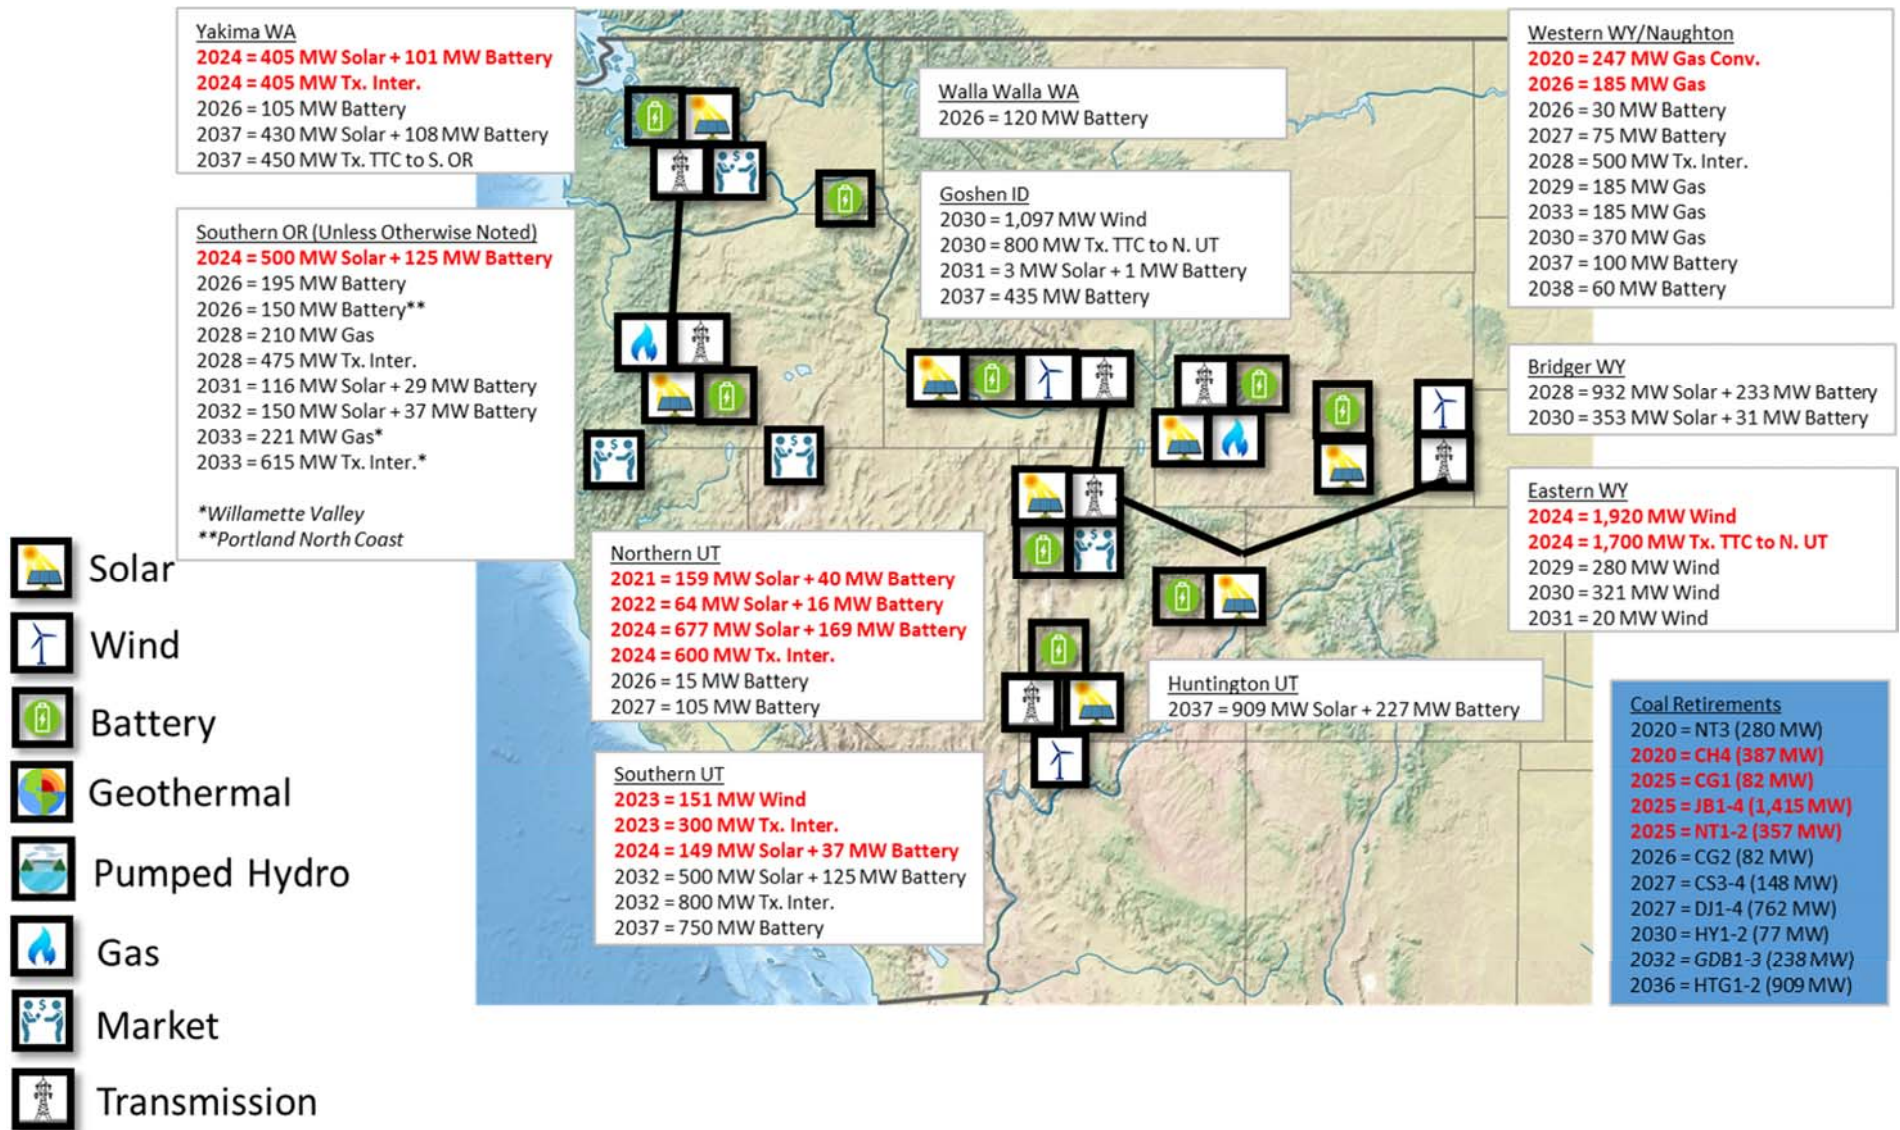 Yakima WA
2024 = 405 MW Solar + 101 MW Battery
2024 = 405 MW Tx. Inter.
2026 = 105 MW Battery
2037 = 430 MW Solar + 108 MW Battery
2037 = 450 MW Tx. TTC to S. OR
Southern OR (Unless Otherwise Noted)
2024 = 500 MW Solar + 125 MW Battery
2026 = 195 MW Battery
2026 = 150 MW Battery**
2028 = 210 MW Gas
2028 = 475 MW Tx. Inter.
2031 = 116 MW Solar + 29 MW Battery
2032 = 150 MW Solar + 37 MW Battery
2033 = 221 MW Gas*
2033 = 615 MW Tx. Inter.*
*Willamette Valley
**Portland North Coast
Walla Walla WA
2026 = 120 MW Battery
Goshen ID
2030 = 1,097 MW Wind
2030 = 800 MW Tx. TTC to N. UT
2031 = 3 MW Solar + 1 MW Battery
2037 = 435 MW Battery
Western WY/Naughton
2020 = 247 MW Gas Conv.
2026 = 185 MW Gas
2026 = 30 MW Battery
2027 = 75 MW Battery
2028 = 500 MW Tx. Inter.
2029 = 185 MW Gas
2033 = 185 MW Gas
2030 = 370 MW Gas
2037 = 100 MW Battery
2038 = 60 MW Battery
Bridger WY
2028 = 932 MW Solar + 233 MW Battery
2030 = 353 MW Solar + 31 MW Battery
Eastern WY
2024 = 1,920 MW Wind
2024 = 1,700 MW Tx. TTC to N. UT
2029 = 280 MW Wind
2030 = 321 MW Wind
2031 = 20 MW Wind
Northern UT
2021 = 159 MW Solar + 40 MW Battery
2022 = 64 MW Solar + 16 MW Battery
2024 = 677 MW Solar + 169 MW Battery
2024 = 600 MW Tx. Inter.
2026 = 15 MW Battery
2027 = 105 MW Battery
Huntington UT
2037 = 909 MW Solar + 227 MW Battery
Southern UT
2023 = 151 MW Wind
2023 = 300 MW Tx. Inter.
2024 = 149 MW Solar + 37 MW Battery
2032 = 500 MW Solar + 125 MW Battery
2032 = 800 MW Tx. Inter.
2037 = 750 MW Battery
Coal Retirements
2020 = NT3 (280 MW)
2020 = CH4 (387 MW)
2025 = CG1 (82 MW)
2025 = JB1-4 (1,415 MW)
2025 = NT1-2 (357 MW)
2026 = CG2 (82 MW)
2027 = CS3-4 (148 MW)
2027 = DJ1-4 (762 MW)
2030 = HY1-2 (77 MW)
2032 = GDB1-3 (238 MW)
2036 = HTG1-2 (909 MW)
Solar
Wind
Battery
Geothermal
Pumped Hydro
Gas
Market
Transmission